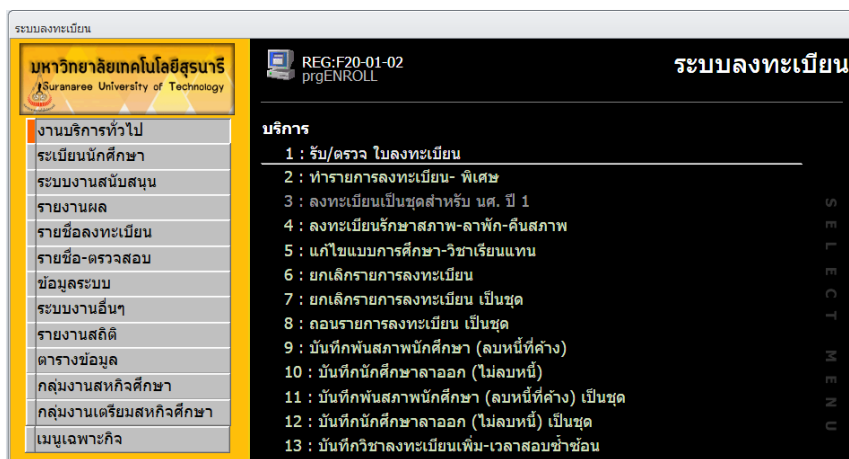 ระบบลงทะเบียน
มหาวิทยาลัยเทคโนโลยีสุรนารี
Suranaree University of Technology
งานบริการทั่วไป
ระเบียนนักศึกษา
ระบบงานสนับสนุน
รายงานผล
รายชื่อลงทะเบียน
รายชื่อ-ตรวจสอบ
ข้อมูลระบบ
ระบบงานอื่นๆ
รายงานสถิติ
ตารางข้อมูล
กลุ่มงานสหกิจศึกษา
กลุ่มงานเตรียมสหกิจศึกษา
เมนูเฉพาะกิจ
REG:F20-01-02
prgENROLL
ระบบลงทะเบียน
บริการ
1 : รับ/ตรวจ ใบลงทะเบียน
2 : ทำรายการลงทะเบียน- พิเศษ
3 : ลงทะเบียนเป็นชุดสำหรับ นศ. ปี 1
4 : ลงทะเบียนรักษาสภาพ-ลาพัก-คืนสภาพ
5 : แก้ไขแบบการศึกษา-วิชาเรียนแทน
6 : ยกเลิกรายการลงทะเบียน
7 : ยกเลิกรายการลงทะเบียน เป็นชุด
8 : ถอนรายการลงทะเบียน เป็นชุด
9 : บันทึกพ้นสภาพนักศึกษา (ลบหนี้ที่ค้าง)
10 : บันทึกนักศึกษาลาออก (ไม่ลบหนี้)
11 : บันทึกพ้นสภาพนักศึกษา (ลบหนี้ที่ค้าง) เป็นชุด
12 : บันทึกนักศึกษาลาออก (ไม่ลบหนี้) เป็นชุด
13 : บันทึกวิชาลงทะเบียนเพิ่ม-เวลาสอบซ้ำซ้อน
SELECT MENU